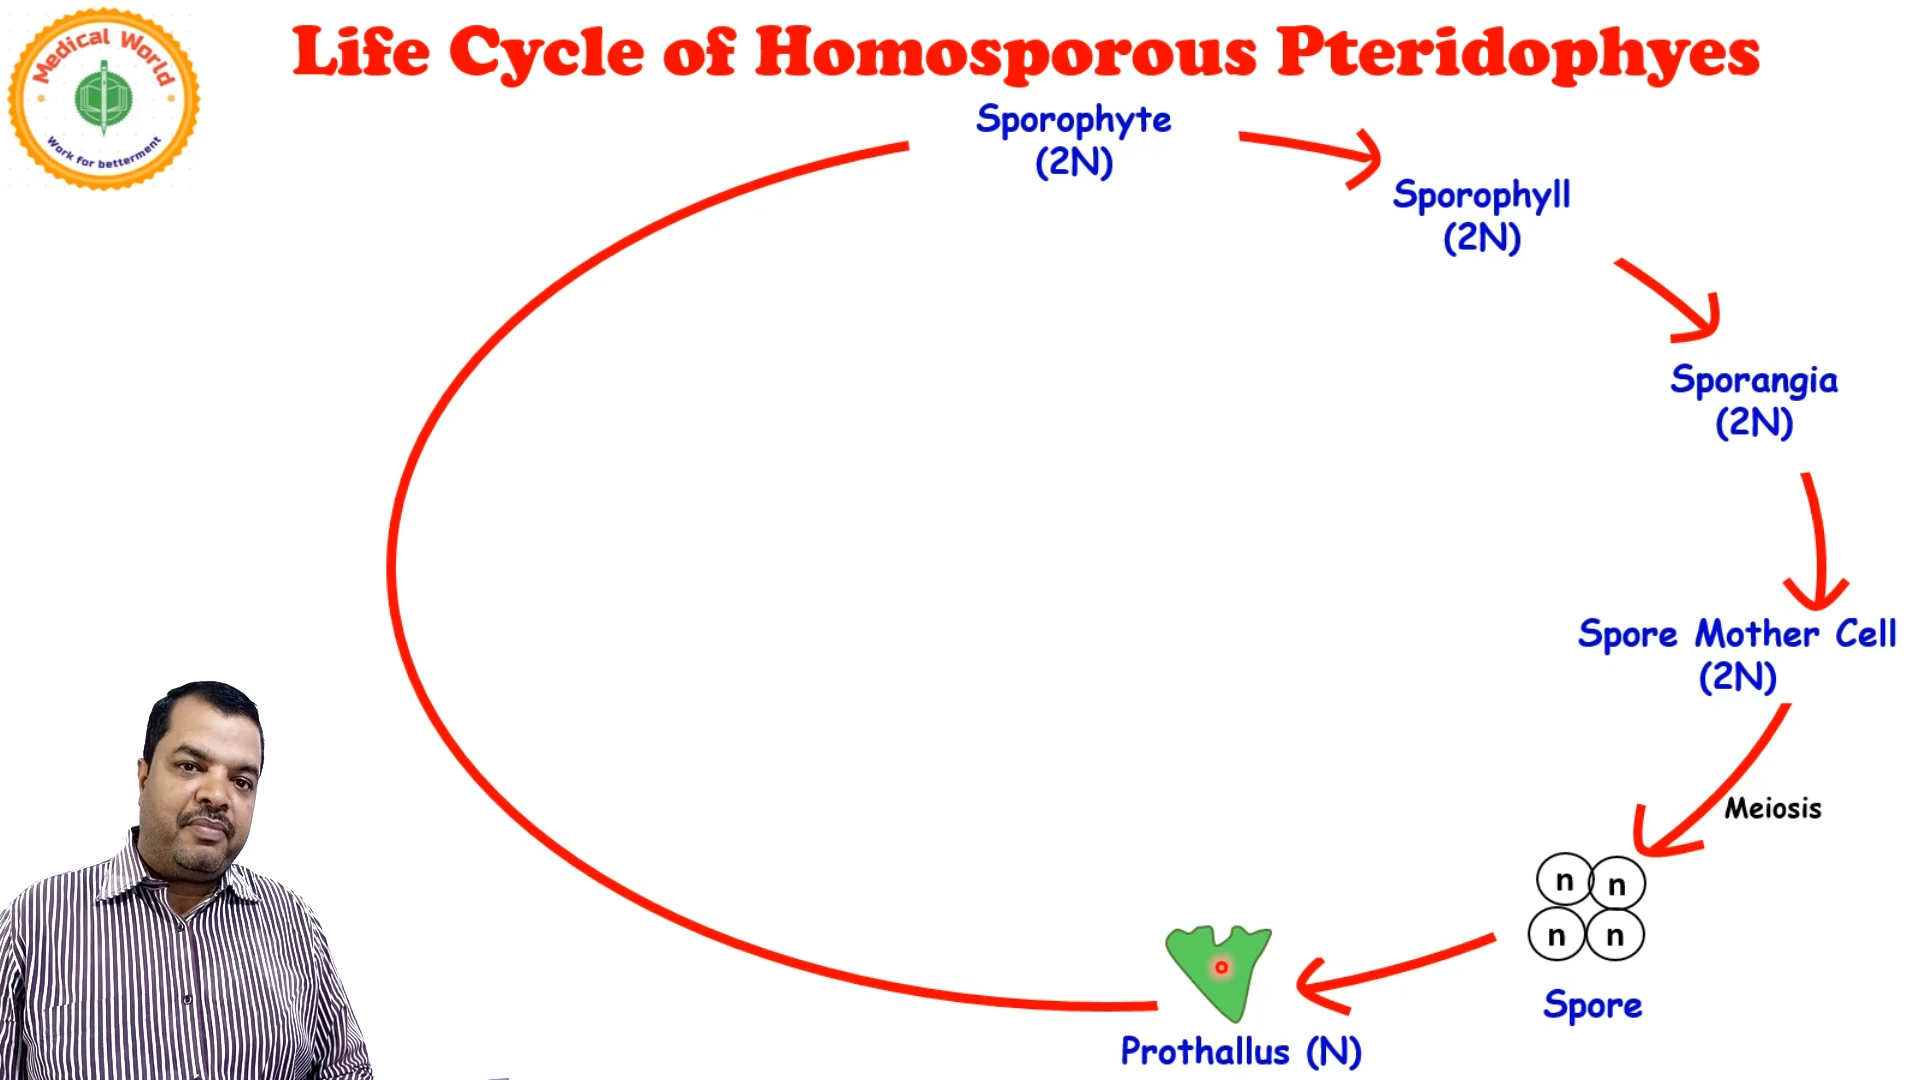 Medical World
Work for betterment
Life Cycle of Homosporous Pteridophyes
Sporophyte
(2N)
Sporophyll
(2N)
Sporangia
(2N)
Spore Mother Cell
(2N)
Meiosis
n n
n n
Spore
Prothallus (N)